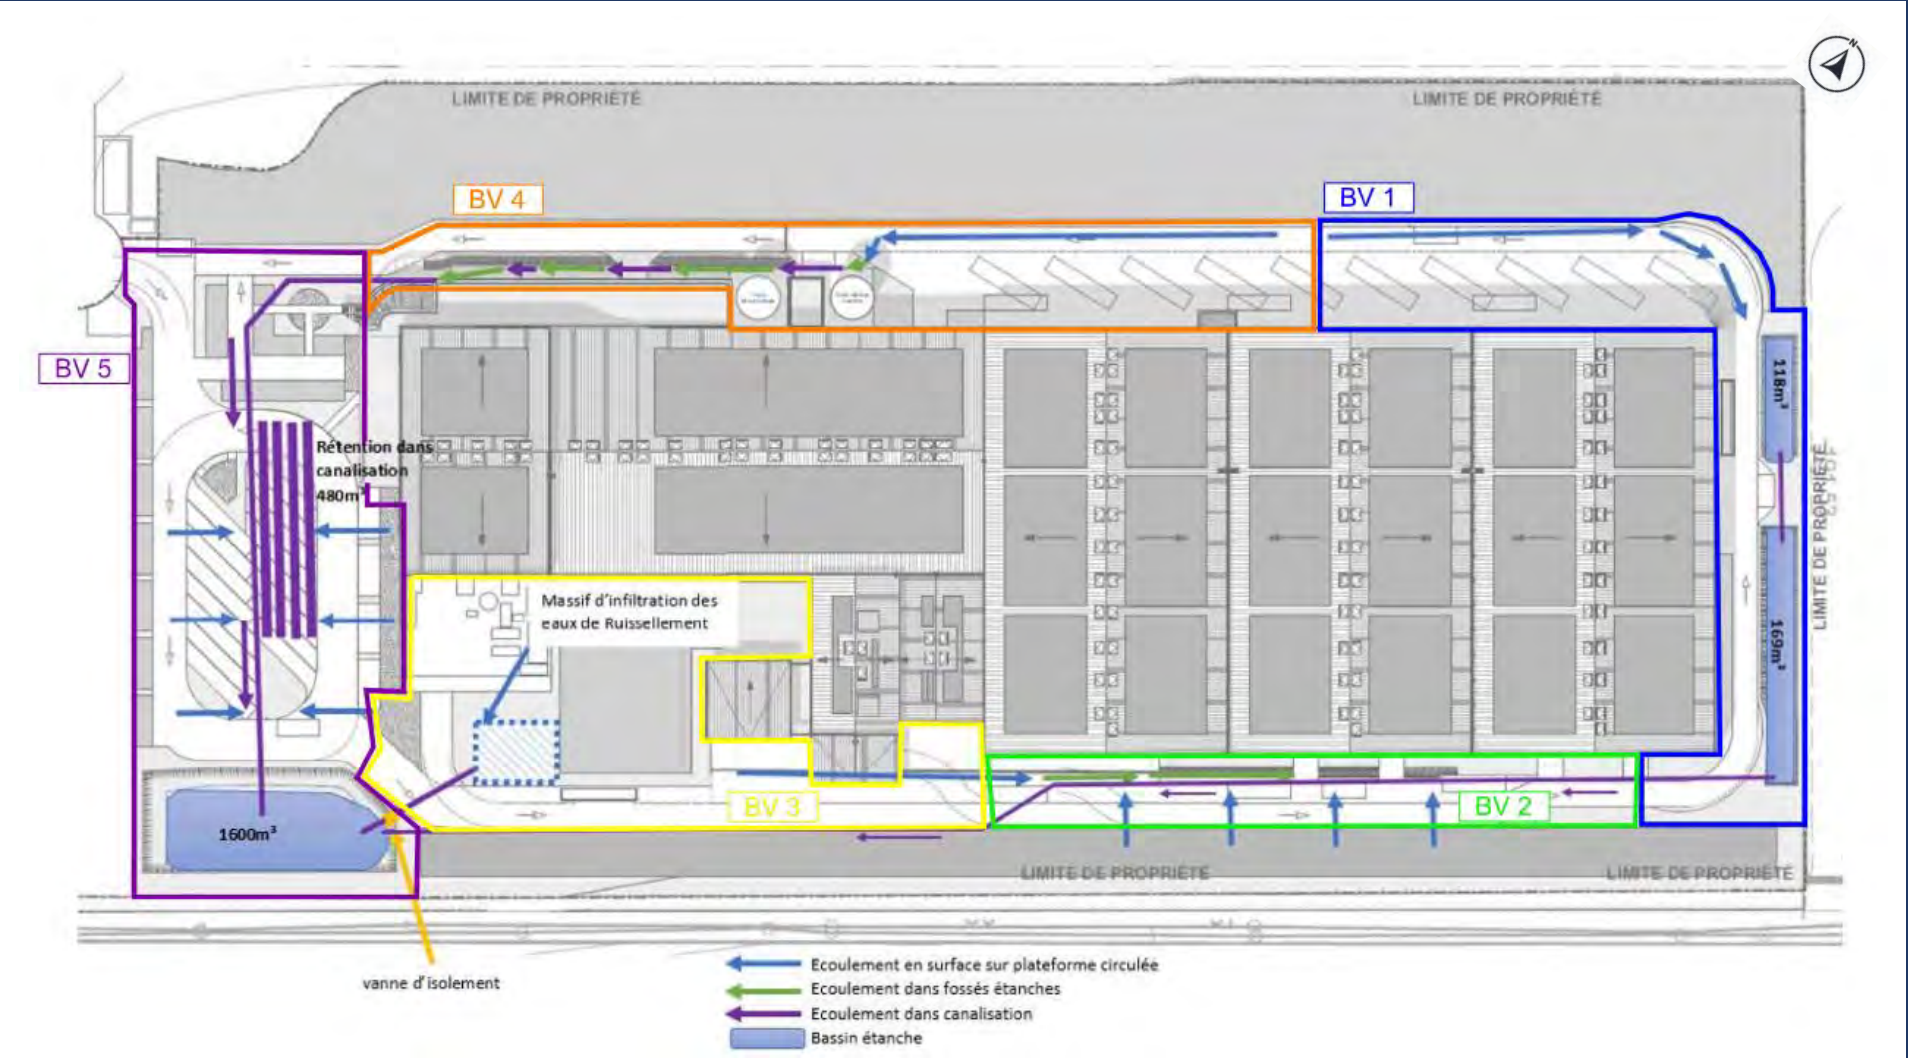 N
LIMITE DE PROPRIÉTÉ
LIMITE DE PROPRIÉTÉ
BV 4
BV 1
BV 5
118m³
Rétention dans
canalisation
480m³
LIMITE DE PROPRIÉTÉ
Massif d'infiltration des
eaux de Ruissellement
169m³
BV 3
BV 2
1600m³
LIMITE DE PROPRIÉTÉ
LIMITE DE PROPRIÉTÉ
vanne d'isolement
Ecoulement en surface sur plateforme circulée
Ecoulement dans fossés étanches
Ecoulement dans canalisation
Bassin étanche